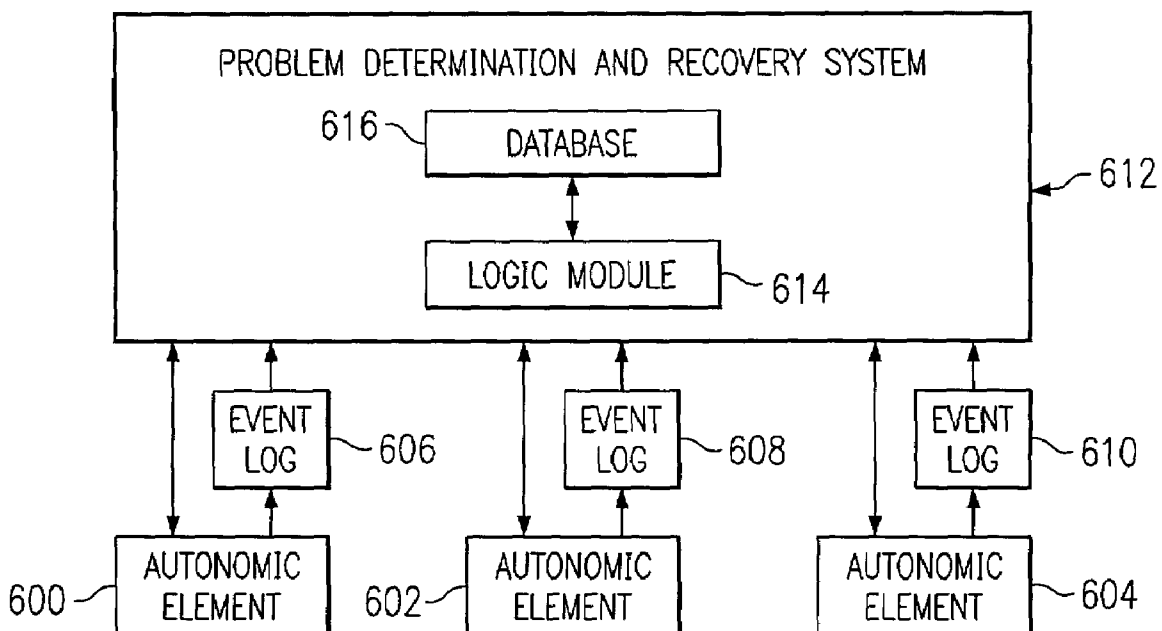 PROBLEM DETERMINATION AND RECOVERY SYSTEM
616
DATABASE
612
LOGIC MODULE
614
EVENT
LOG
606
EVENT
LOG
608
EVENT
LOG
610
600
AUTONOMIC
ELEMENT
602
AUTONOMIC
ELEMENT
AUTONOMIC
ELEMENT
604